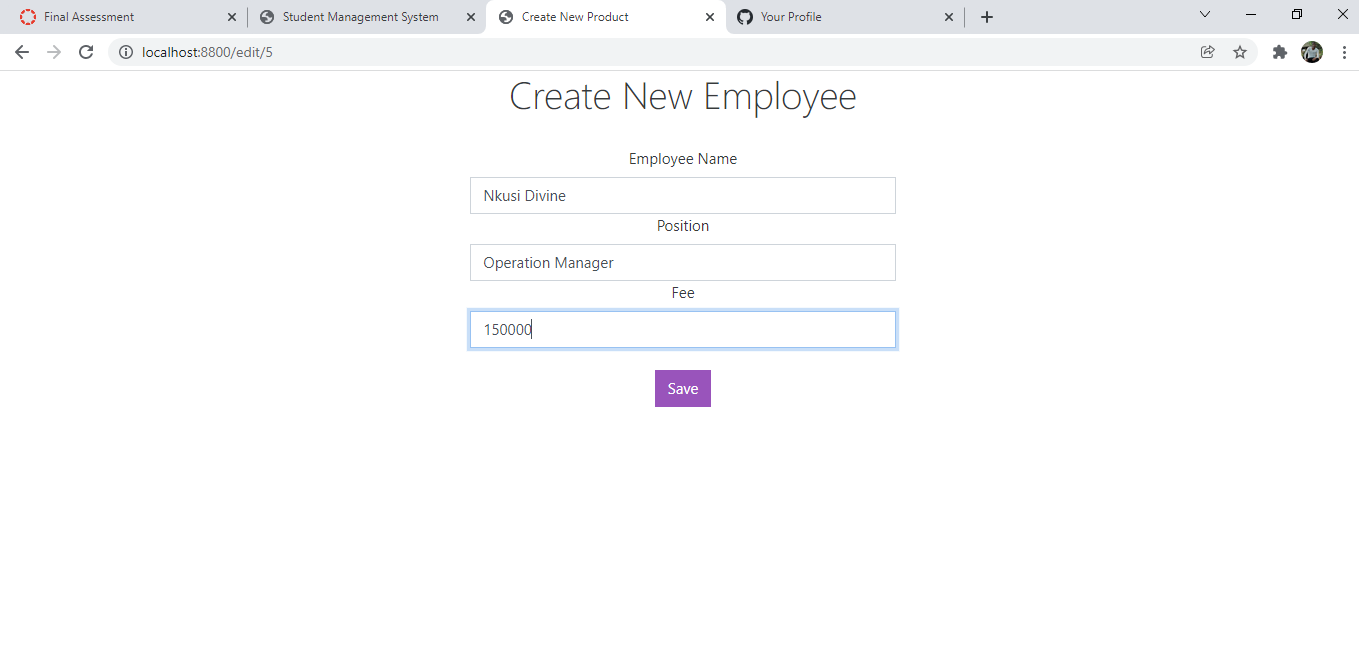 Final Assessment
Student Management System
Create New Product
Your Profile
localhost:8800/edit/5
Create New Employee
Employee Name
Nkusi Divine
Position
Operation Manager
Fee
150000
Save